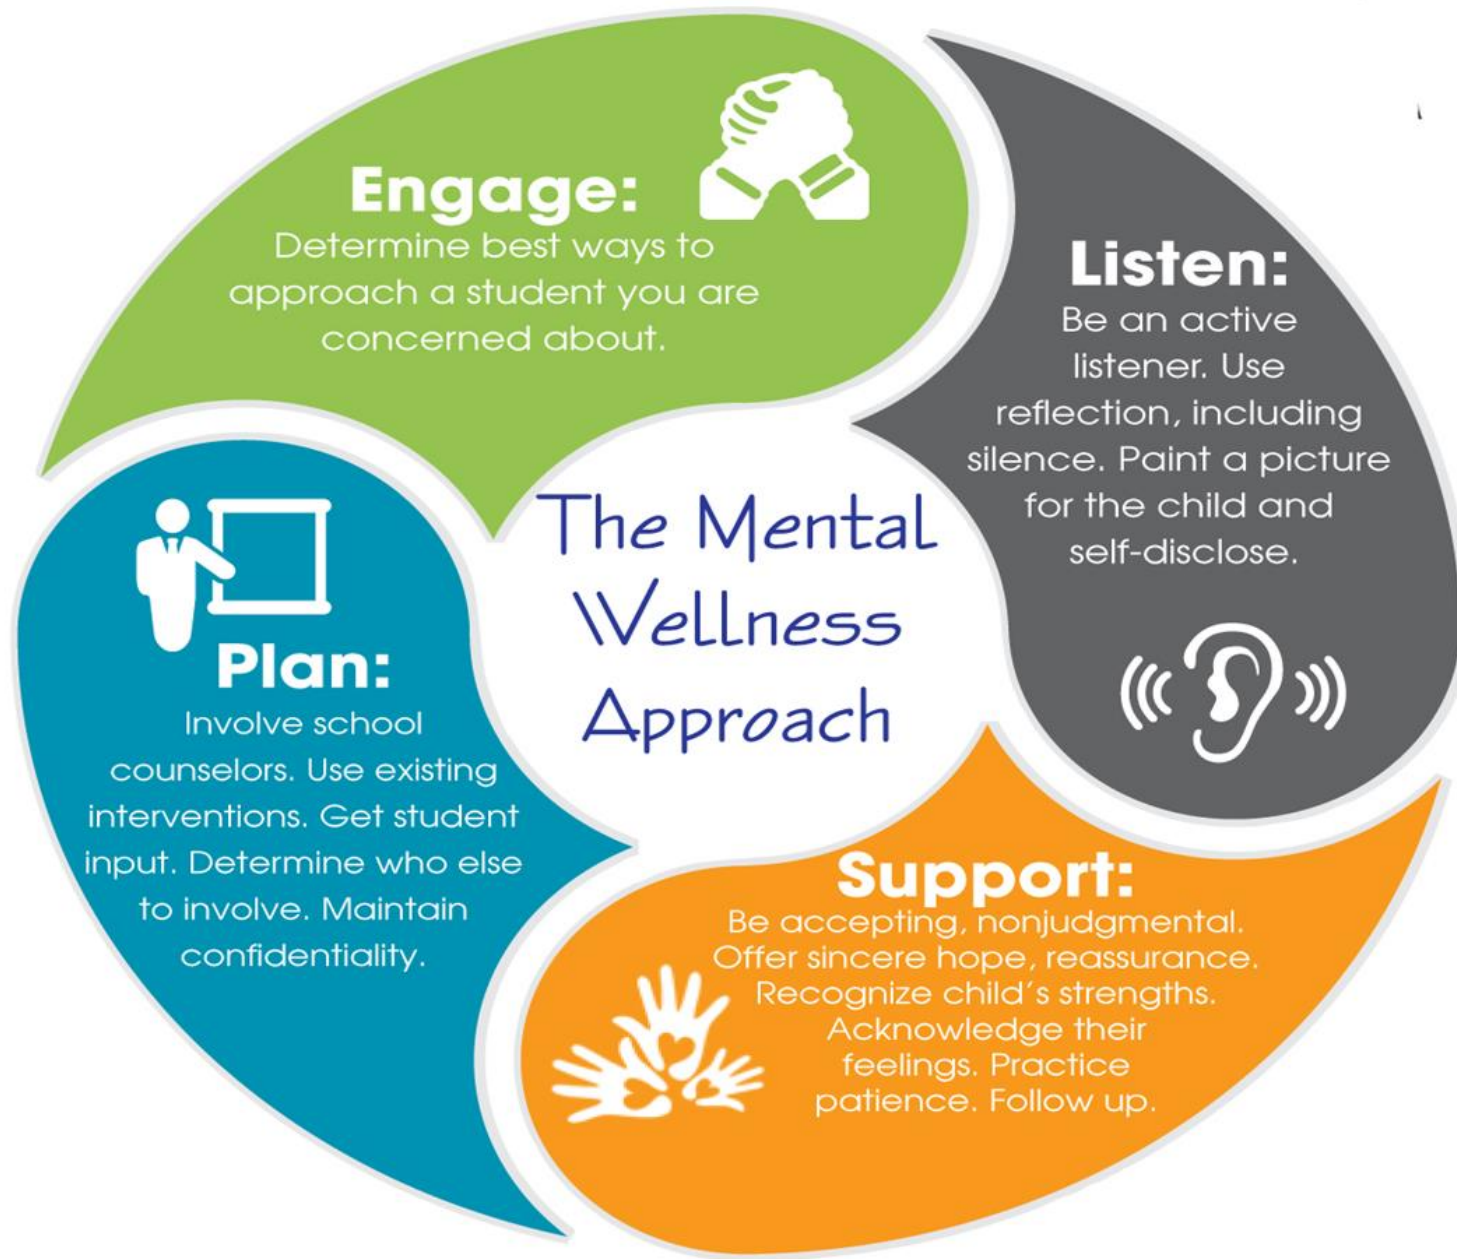 Engage:
Determine best ways to
approach a student you are
concerned about.
Listen:
Be an active
listener. Use
reflection, including
silence. Paint a picture
for the child and
self-disclose.
The Mental
Wellness
Approach
Plan:
Involve school
counselors. Use existing
interventions. Get student
input. Determine who else
to involve. Maintain
confidentiality.
Support:
Be accepting, nonjudgmental.
Offer sincere hope, reassurance.
Recognize child´s strengths.
Acknowledge their
feelings. Practice
patience. Follow up.